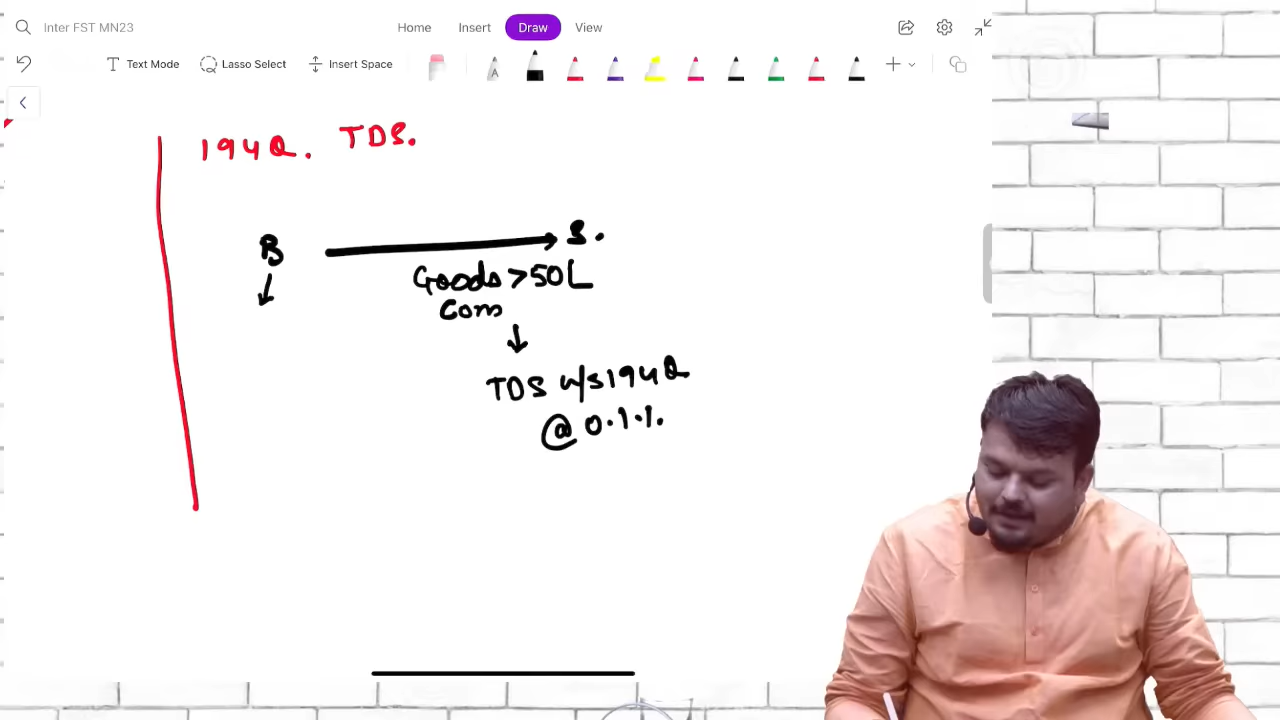 Inter FST MN23
Home Insert Draw View
Text Mode Lasso Select Insert Space
A
194Q. TDS.
B → S.
↓
Goods >50L
Com
↓
TDS u/s 194Q
@ 0.1%.